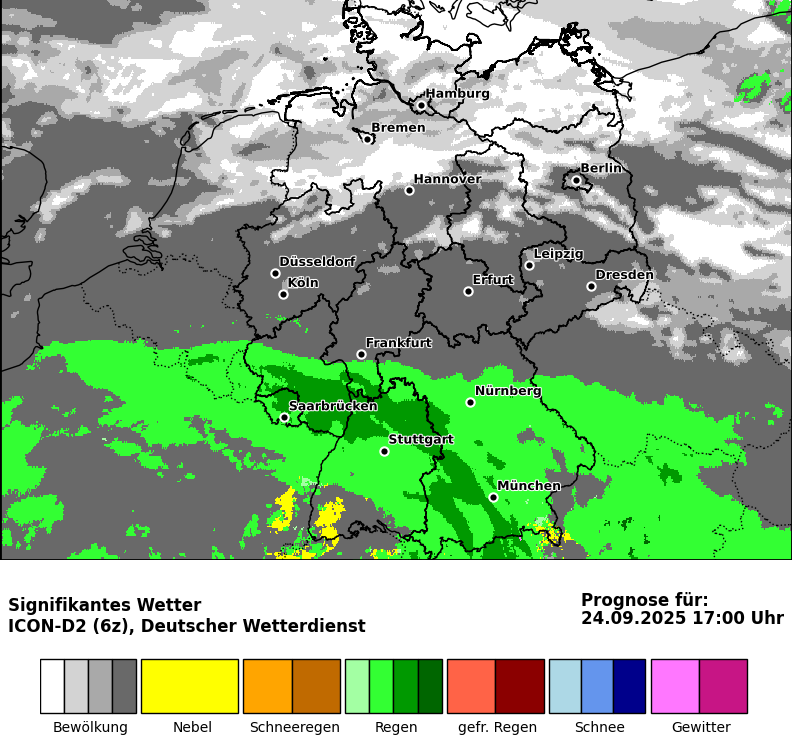 Hamburg
Bremen
Berlin
Hannover
Leipzig
Düsseldorf
Dresden
Köln
Erfurt
Frankfurt
Nürnberg
Saarbrücken
Stuttgart
München
Signifikantes Wetter
ICON-D2 (6z), Deutscher Wetterdienst
Prognose für:
24.09.2025 17:00 Uhr
Bewölkung Nebel Schneeregen Regen gefr. Regen Schnee Gewitter